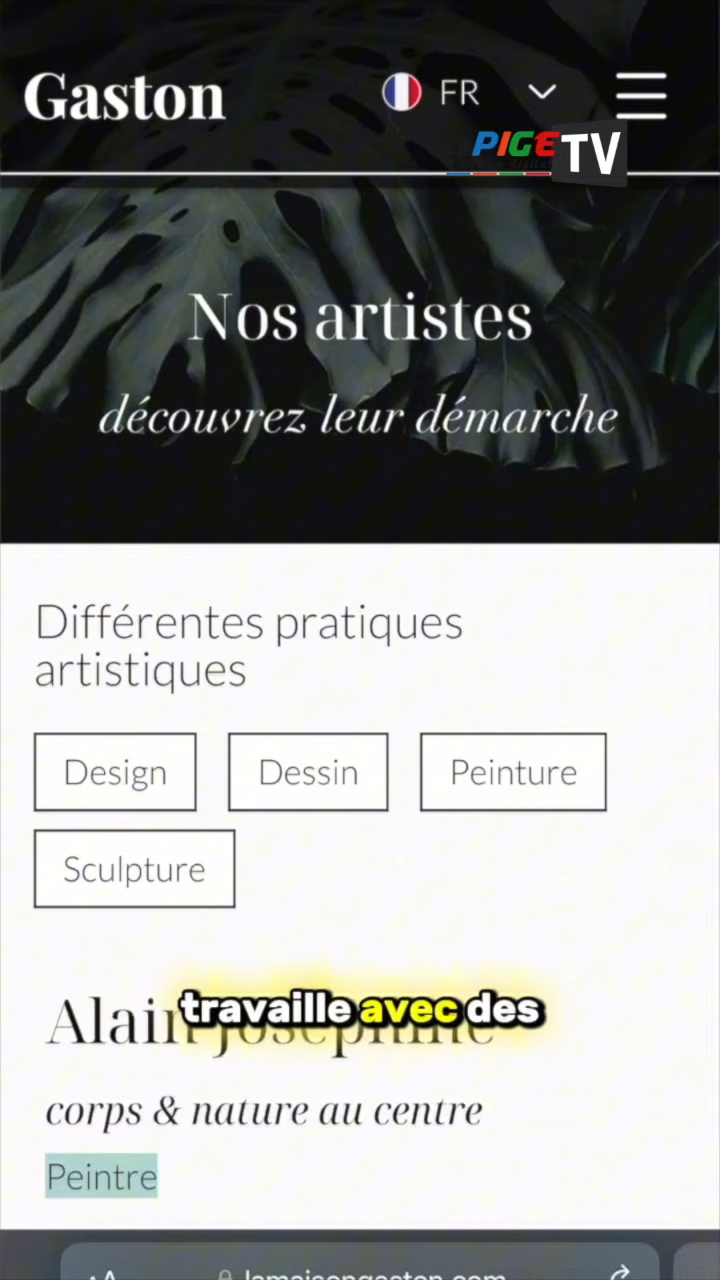 Gaston
FR
PIGE TV
Nos artistes
découvrez leur démarche
Différentes pratiques
artistiques
Design
Dessin
Peinture
Sculpture
Alain
travaille avec des
corps & nature au centre
Peintre